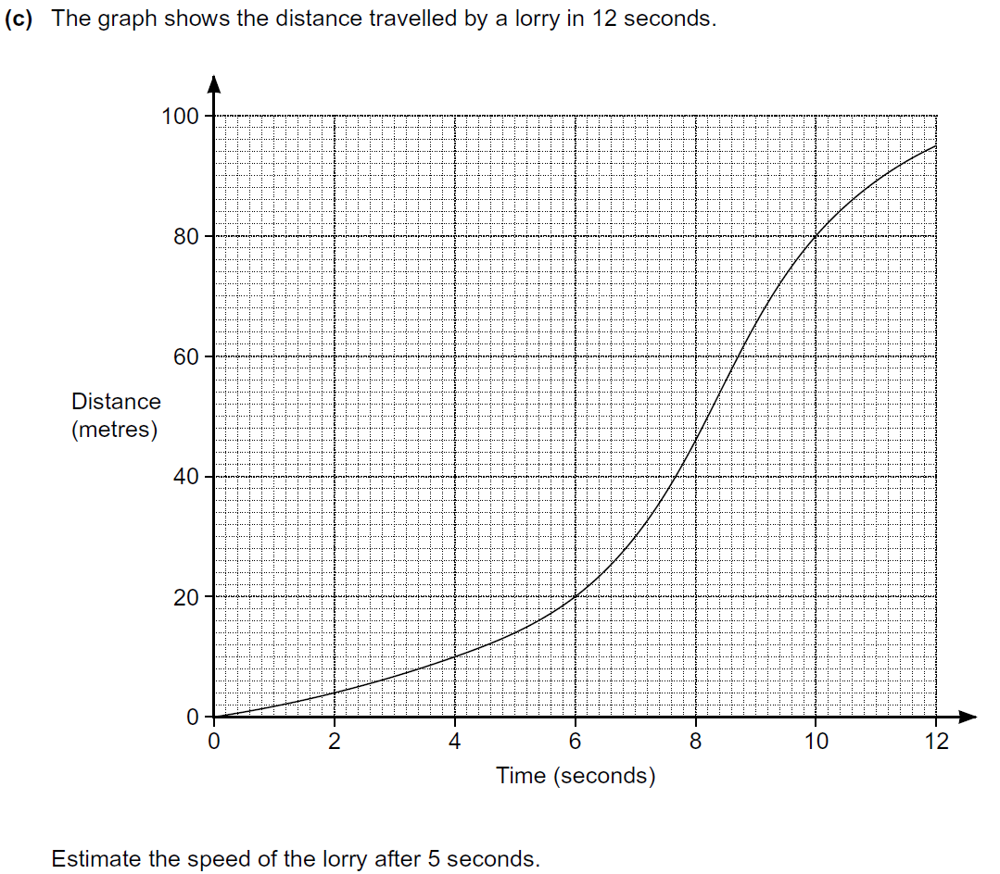 (c) The graph shows the distance travelled by a lorry in 12 seconds.
100
80
60
Distance
(metres)
40
20
0
0 2 4 6 8 10 12
Time (seconds)
Estimate the speed of the lorry after 5 seconds.